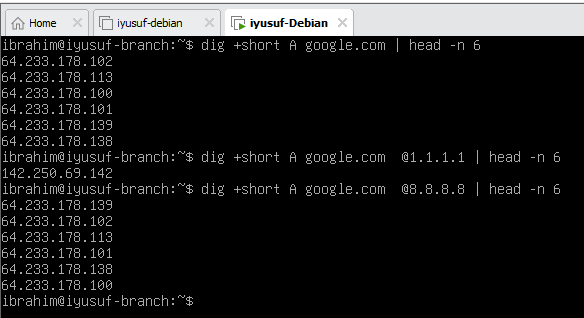 Home iyusuf-debian iyusuf-Debian
ibrahim@iyusuf-branch:~$ dig +short A google.com | head -n 6
64.233.178.102
64.233.178.113
64.233.178.100
64.233.178.101
64.233.178.139
64.233.178.138
ibrahim@iyusuf-branch:~$ dig +short A google.com  @1.1.1.1 | head -n 6
142.250.69.142
ibrahim@iyusuf-branch:~$ dig +short A google.com  @8.8.8.8 | head -n 6
64.233.178.139
64.233.178.102
64.233.178.113
64.233.178.101
64.233.178.138
64.233.178.100
ibrahim@iyusuf-branch:~$